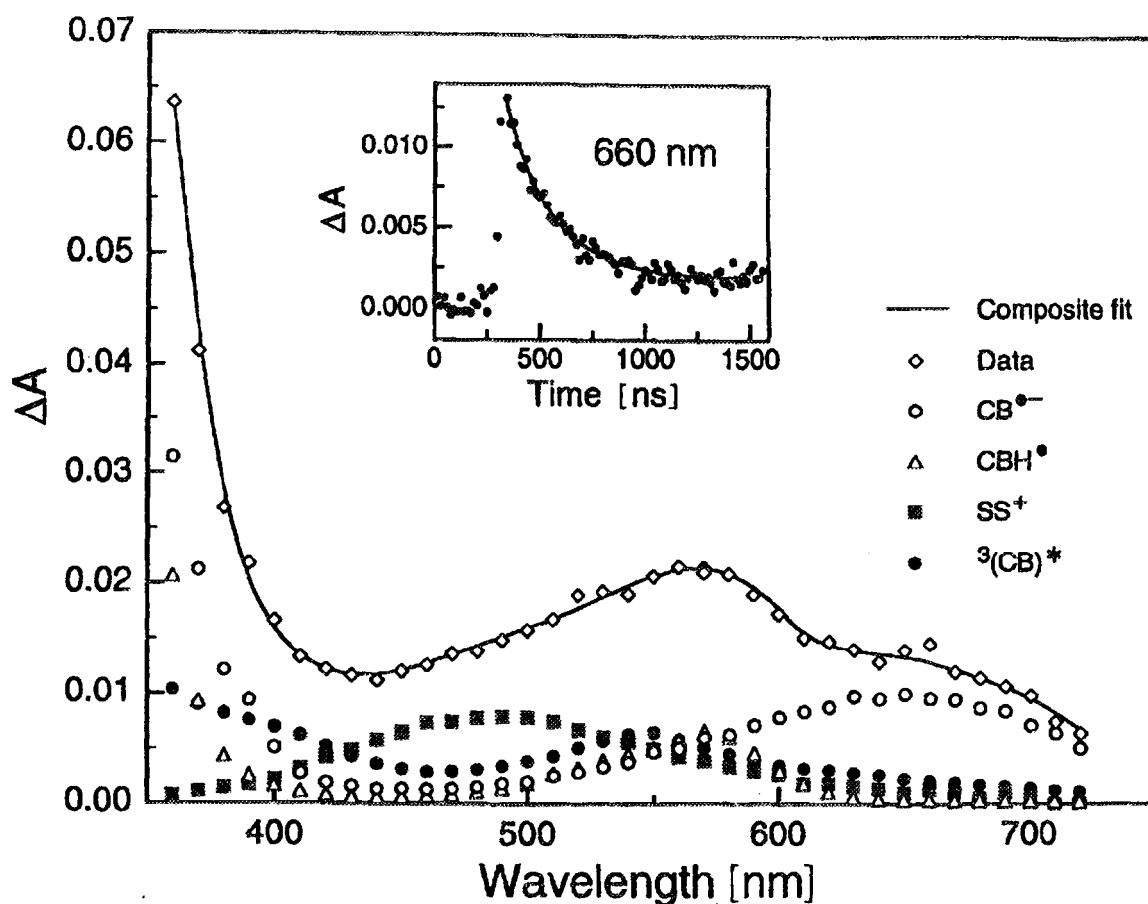 0.07
0.06
0.05
0.04
0.03
0.02
0.01
0.00
ΔA
400
500
600
700
Wavelength [nm]
0.010
0.005
0.000
ΔA
660 nm
0
500
1000
1500
Time [ns]
Composite fit
Data
CB•−
CBH•
SS+
3(CB)*